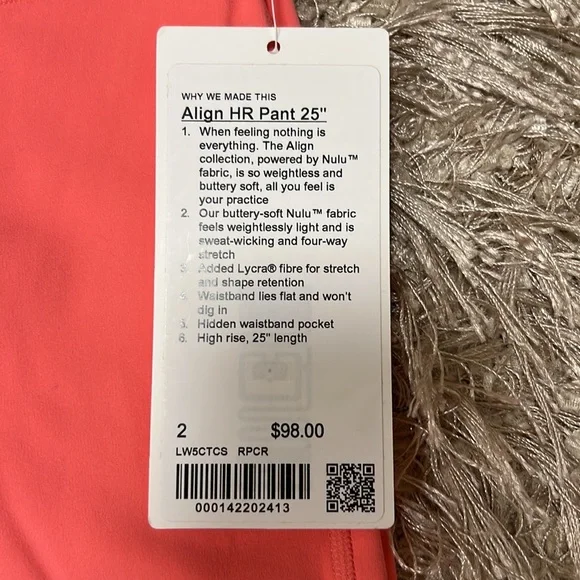 WHY WE MADE THIS
Align HR Pant 25"
1. When feeling nothing is
everything. The Align
collection, powered by Nulu™
fabric, is so weightless and
buttery soft, all you feel is
your practice
2. Our buttery-soft Nulu™ fabric
feels weightlessly light and is
sweat-wicking and four-way
stretch
3. Added Lycra® fibre for stretch
and shape retention
4. Waistband lies flat and won't
dig in
5. Hidden waistband pocket
6. High rise, 25" length
2 $98.00
LW5CTCS RPCR
000142202413